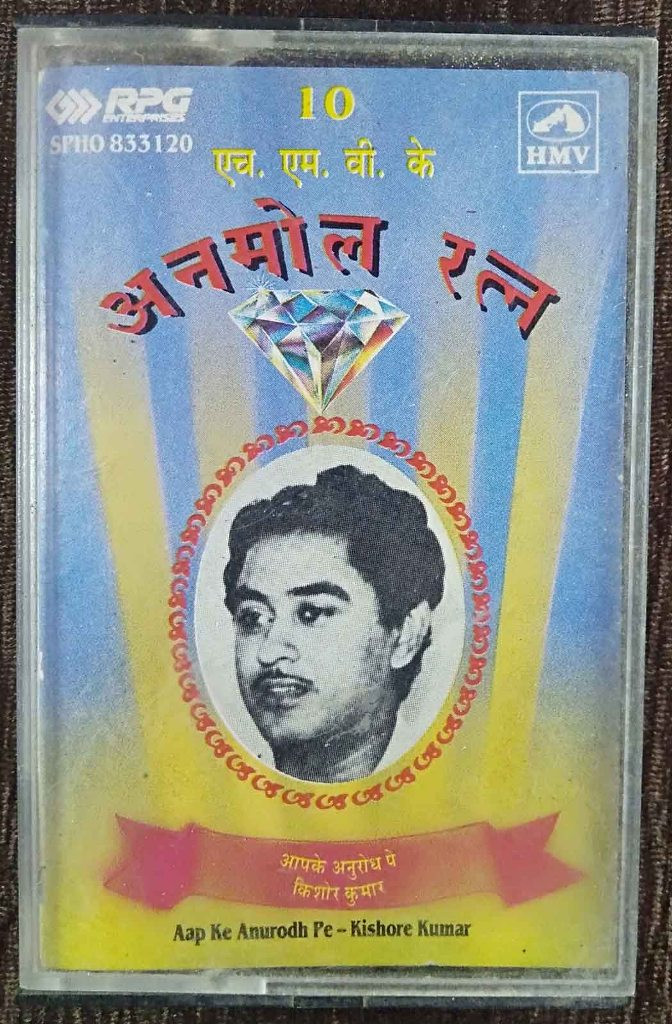 RPG
ENTERPRISES
SPHO 833120
10
HMV
एच. एम. वी. के
अनमोल रत्न
आपके अनुरोध पे
किशोर कुमार
Aap Ke Anurodh Pe – Kishore Kumar